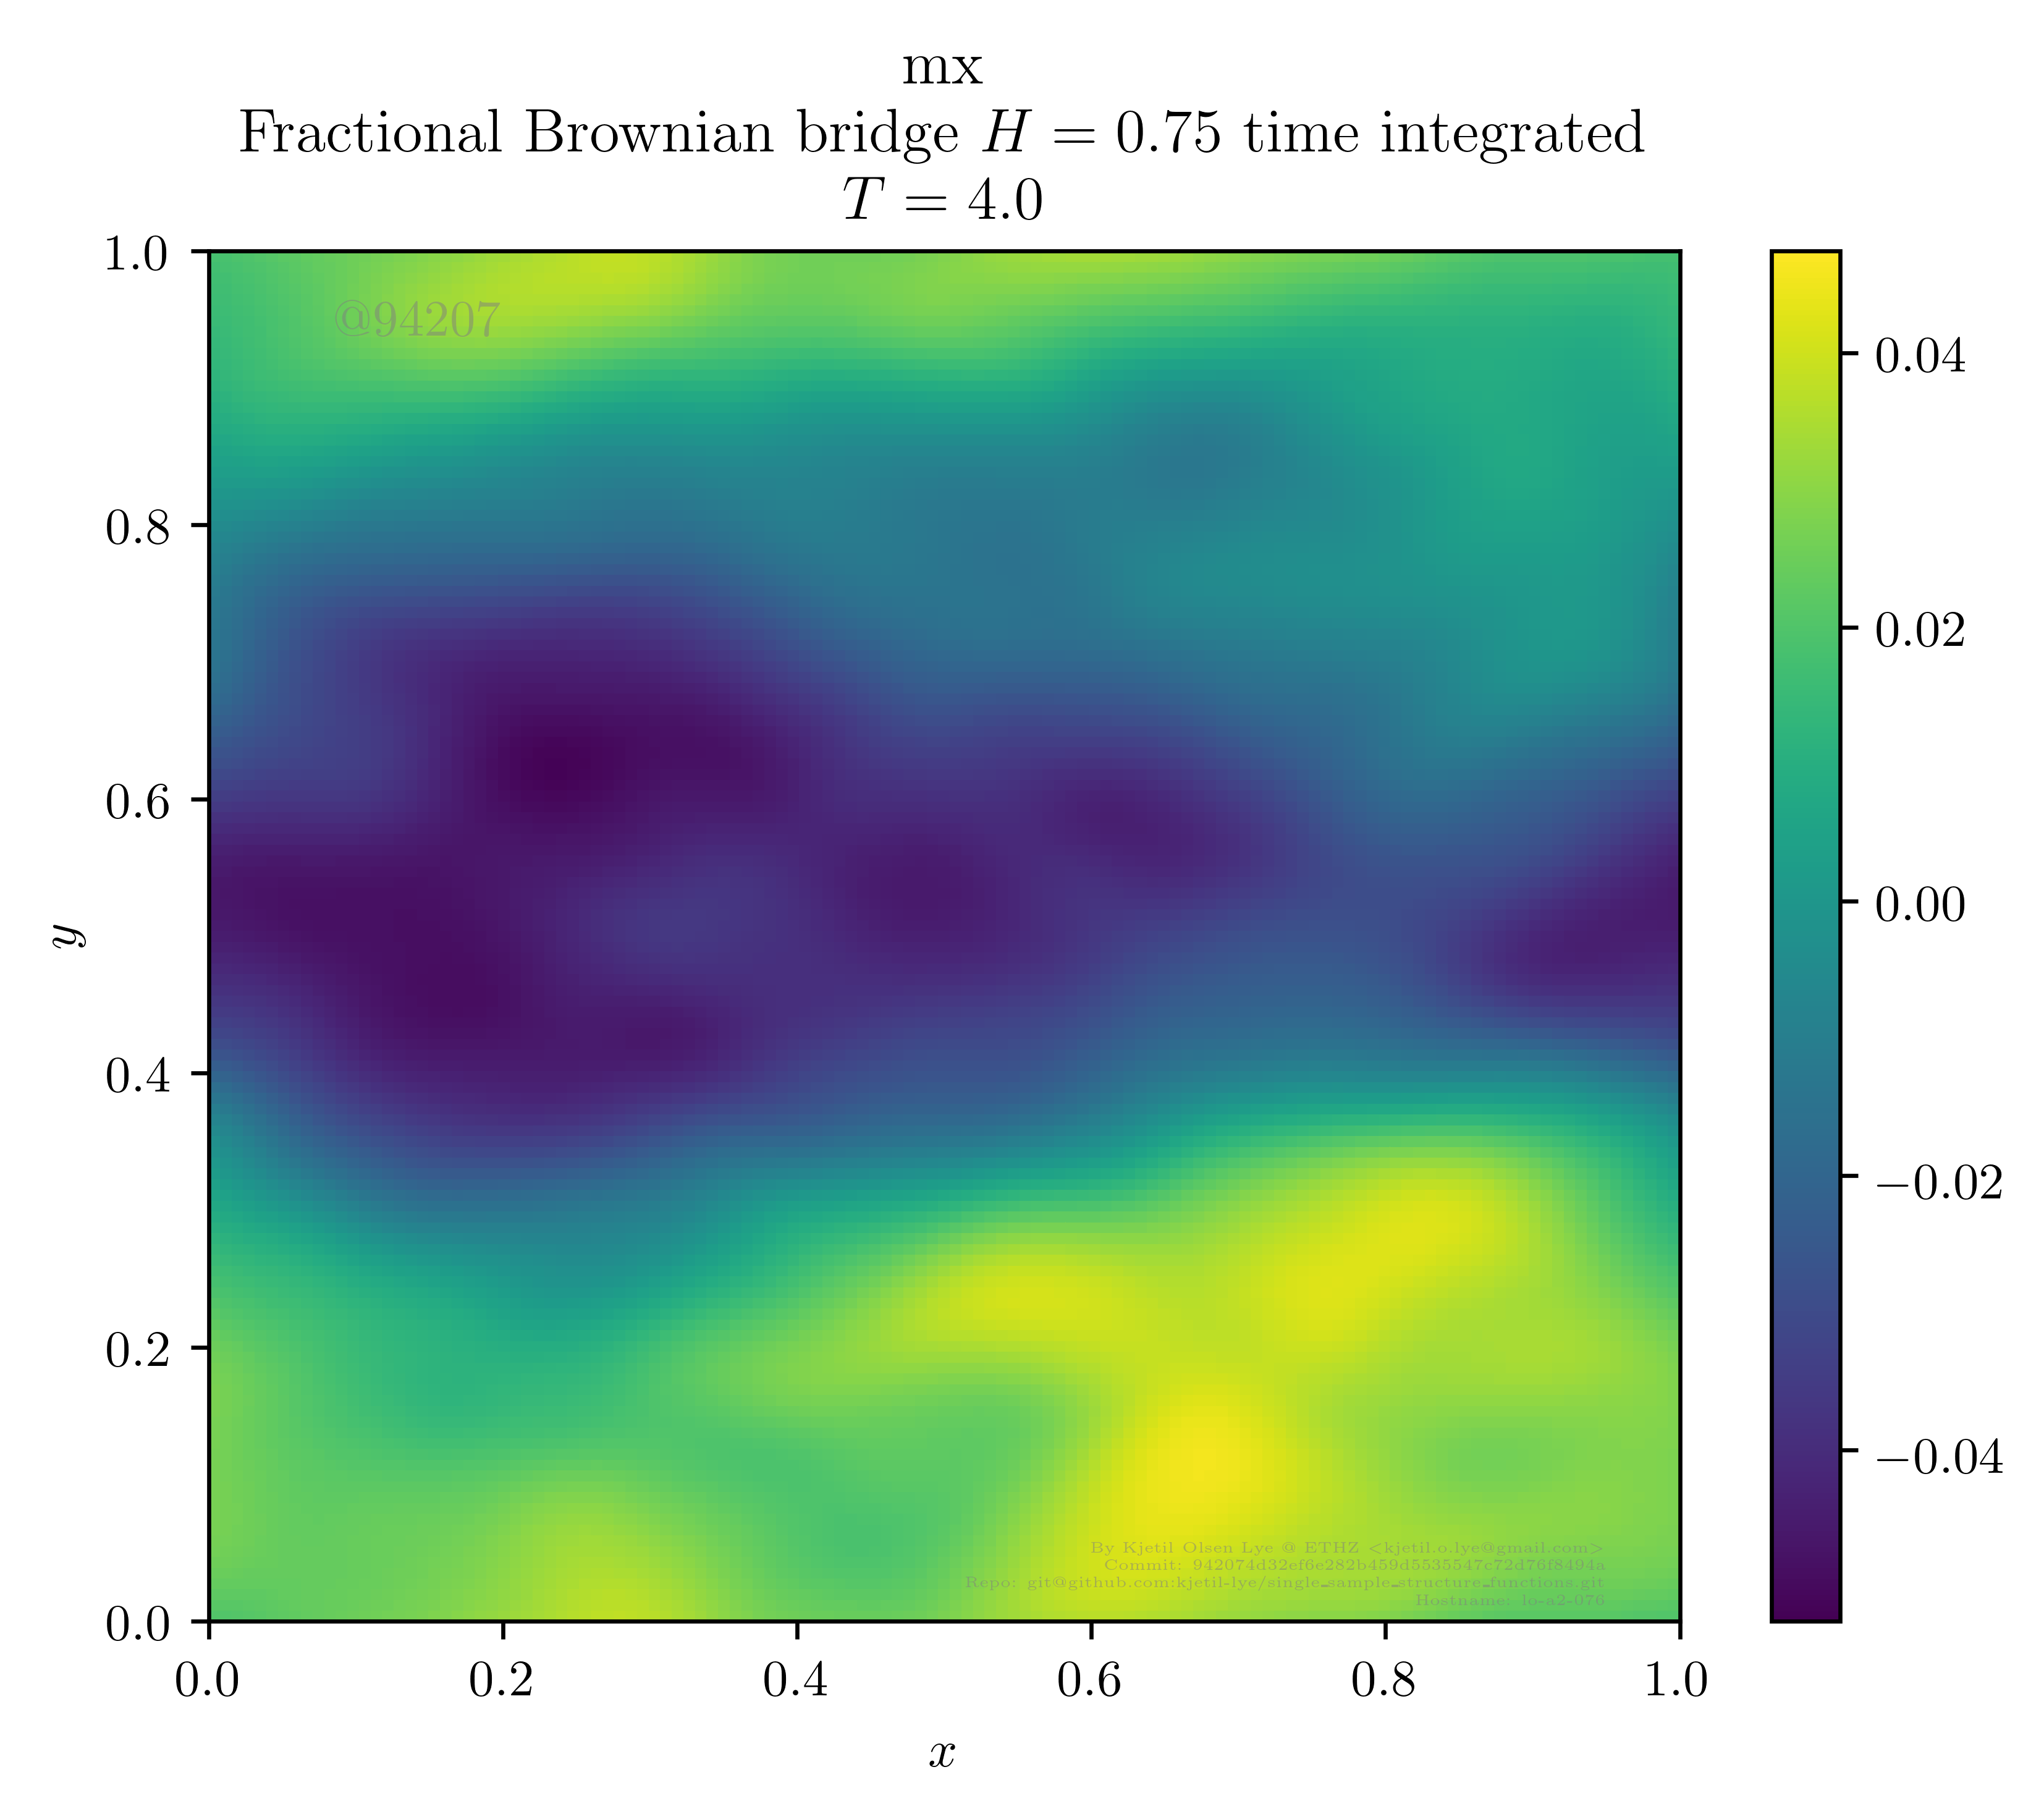 mx
Fractional Brownian bridge H = 0.75 time integrated
T = 4.0
1.0
0.8
0.6
0.4
0.2
0.0
y
@94207
By Kjetil Olsen Lye @ ETHZ <kjetil.o.lye@gmail.com>
Commit: 942074d32ef6e282b459d5535547c72d76f8494a
Repo: git@github.com:kjetil-lye/single_sample_structure_functions.git
Hostname: lo-a2-076
0.0 0.2 0.4 0.6 0.8 1.0
x
0.04
0.02
0.00
−0.02
−0.04